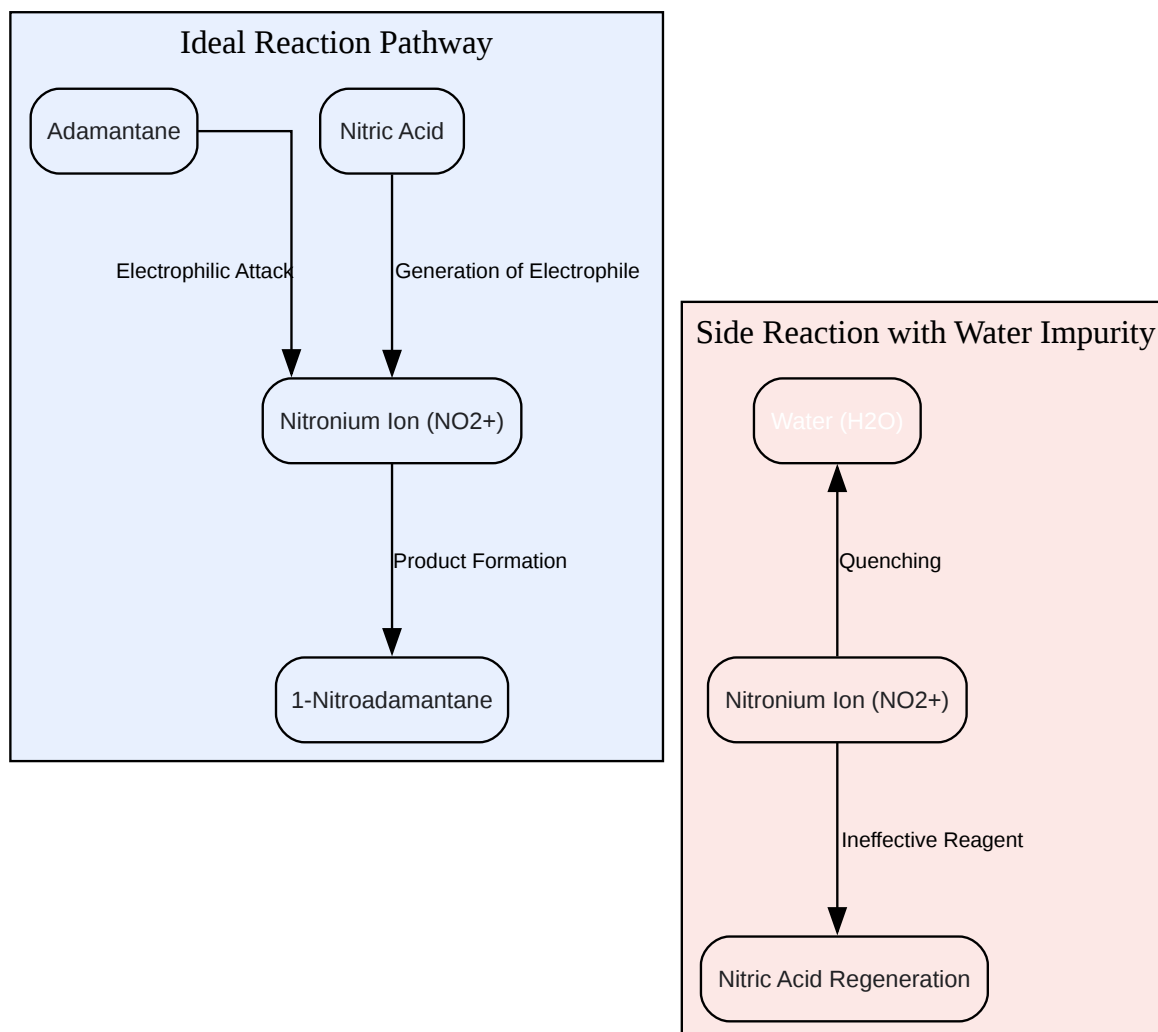 Ideal Reaction Pathway
Adamantane
Nitric Acid
Electrophilic Attack
Generation of Electrophile
Nitronium Ion (NO2+)
Product Formation
1-Nitroadamantane
Side Reaction with Water Impurity
Water (H2O)
Quenching
Nitronium Ion (NO2+)
Ineffective Reagent
Nitric Acid Regeneration